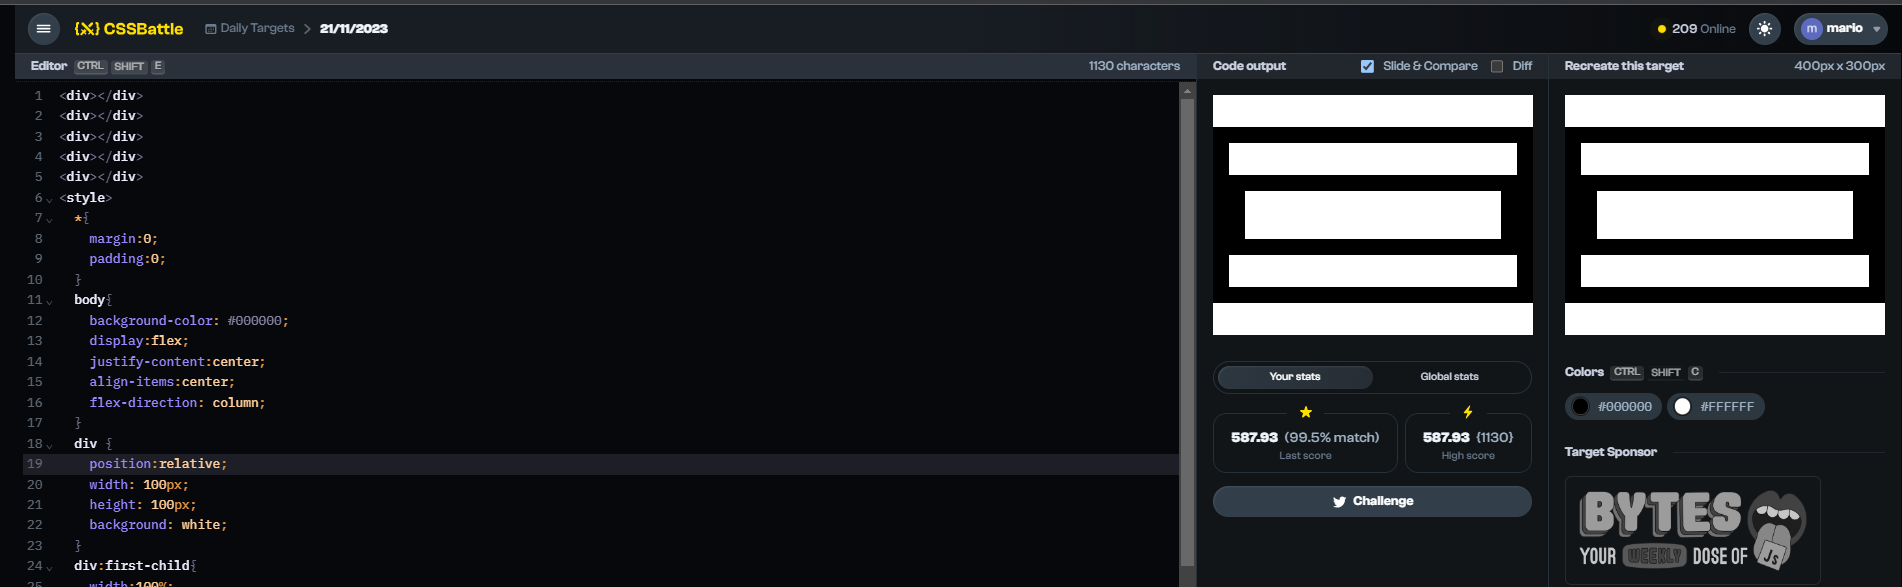 CSSBattle Daily Targets > 21/11/2023 209 Online m mario
Editor CTRL SHIFT E 1130 characters Code output Slide & Compare Diff Recreate this target 400px x 300px
1 <div></div>
2 <div></div>
3 <div></div>
4 <div></div>
5 <div></div>
6 <style>
7 *{
8 margin:0;
9 padding:0;
10 }
11 body{
12 background-color: #000000;
13 display:flex;
14 justify-content:center;
15 align-items:center;
16 flex-direction: column;
17 }
18 div {
19 position:relative;
20 width: 100px;
21 height: 100px;
22 background: white;
23 }
24 div:first-child{
25 width:100%;
Your stats Global stats
587.93 (99.5% match) 587.93 {1130}
Last score High score
Challenge
Colors CTRL SHIFT C
#000000 #FFFFFF
Target Sponsor
BYTES
YOUR WEEKLY DOSE OF JS